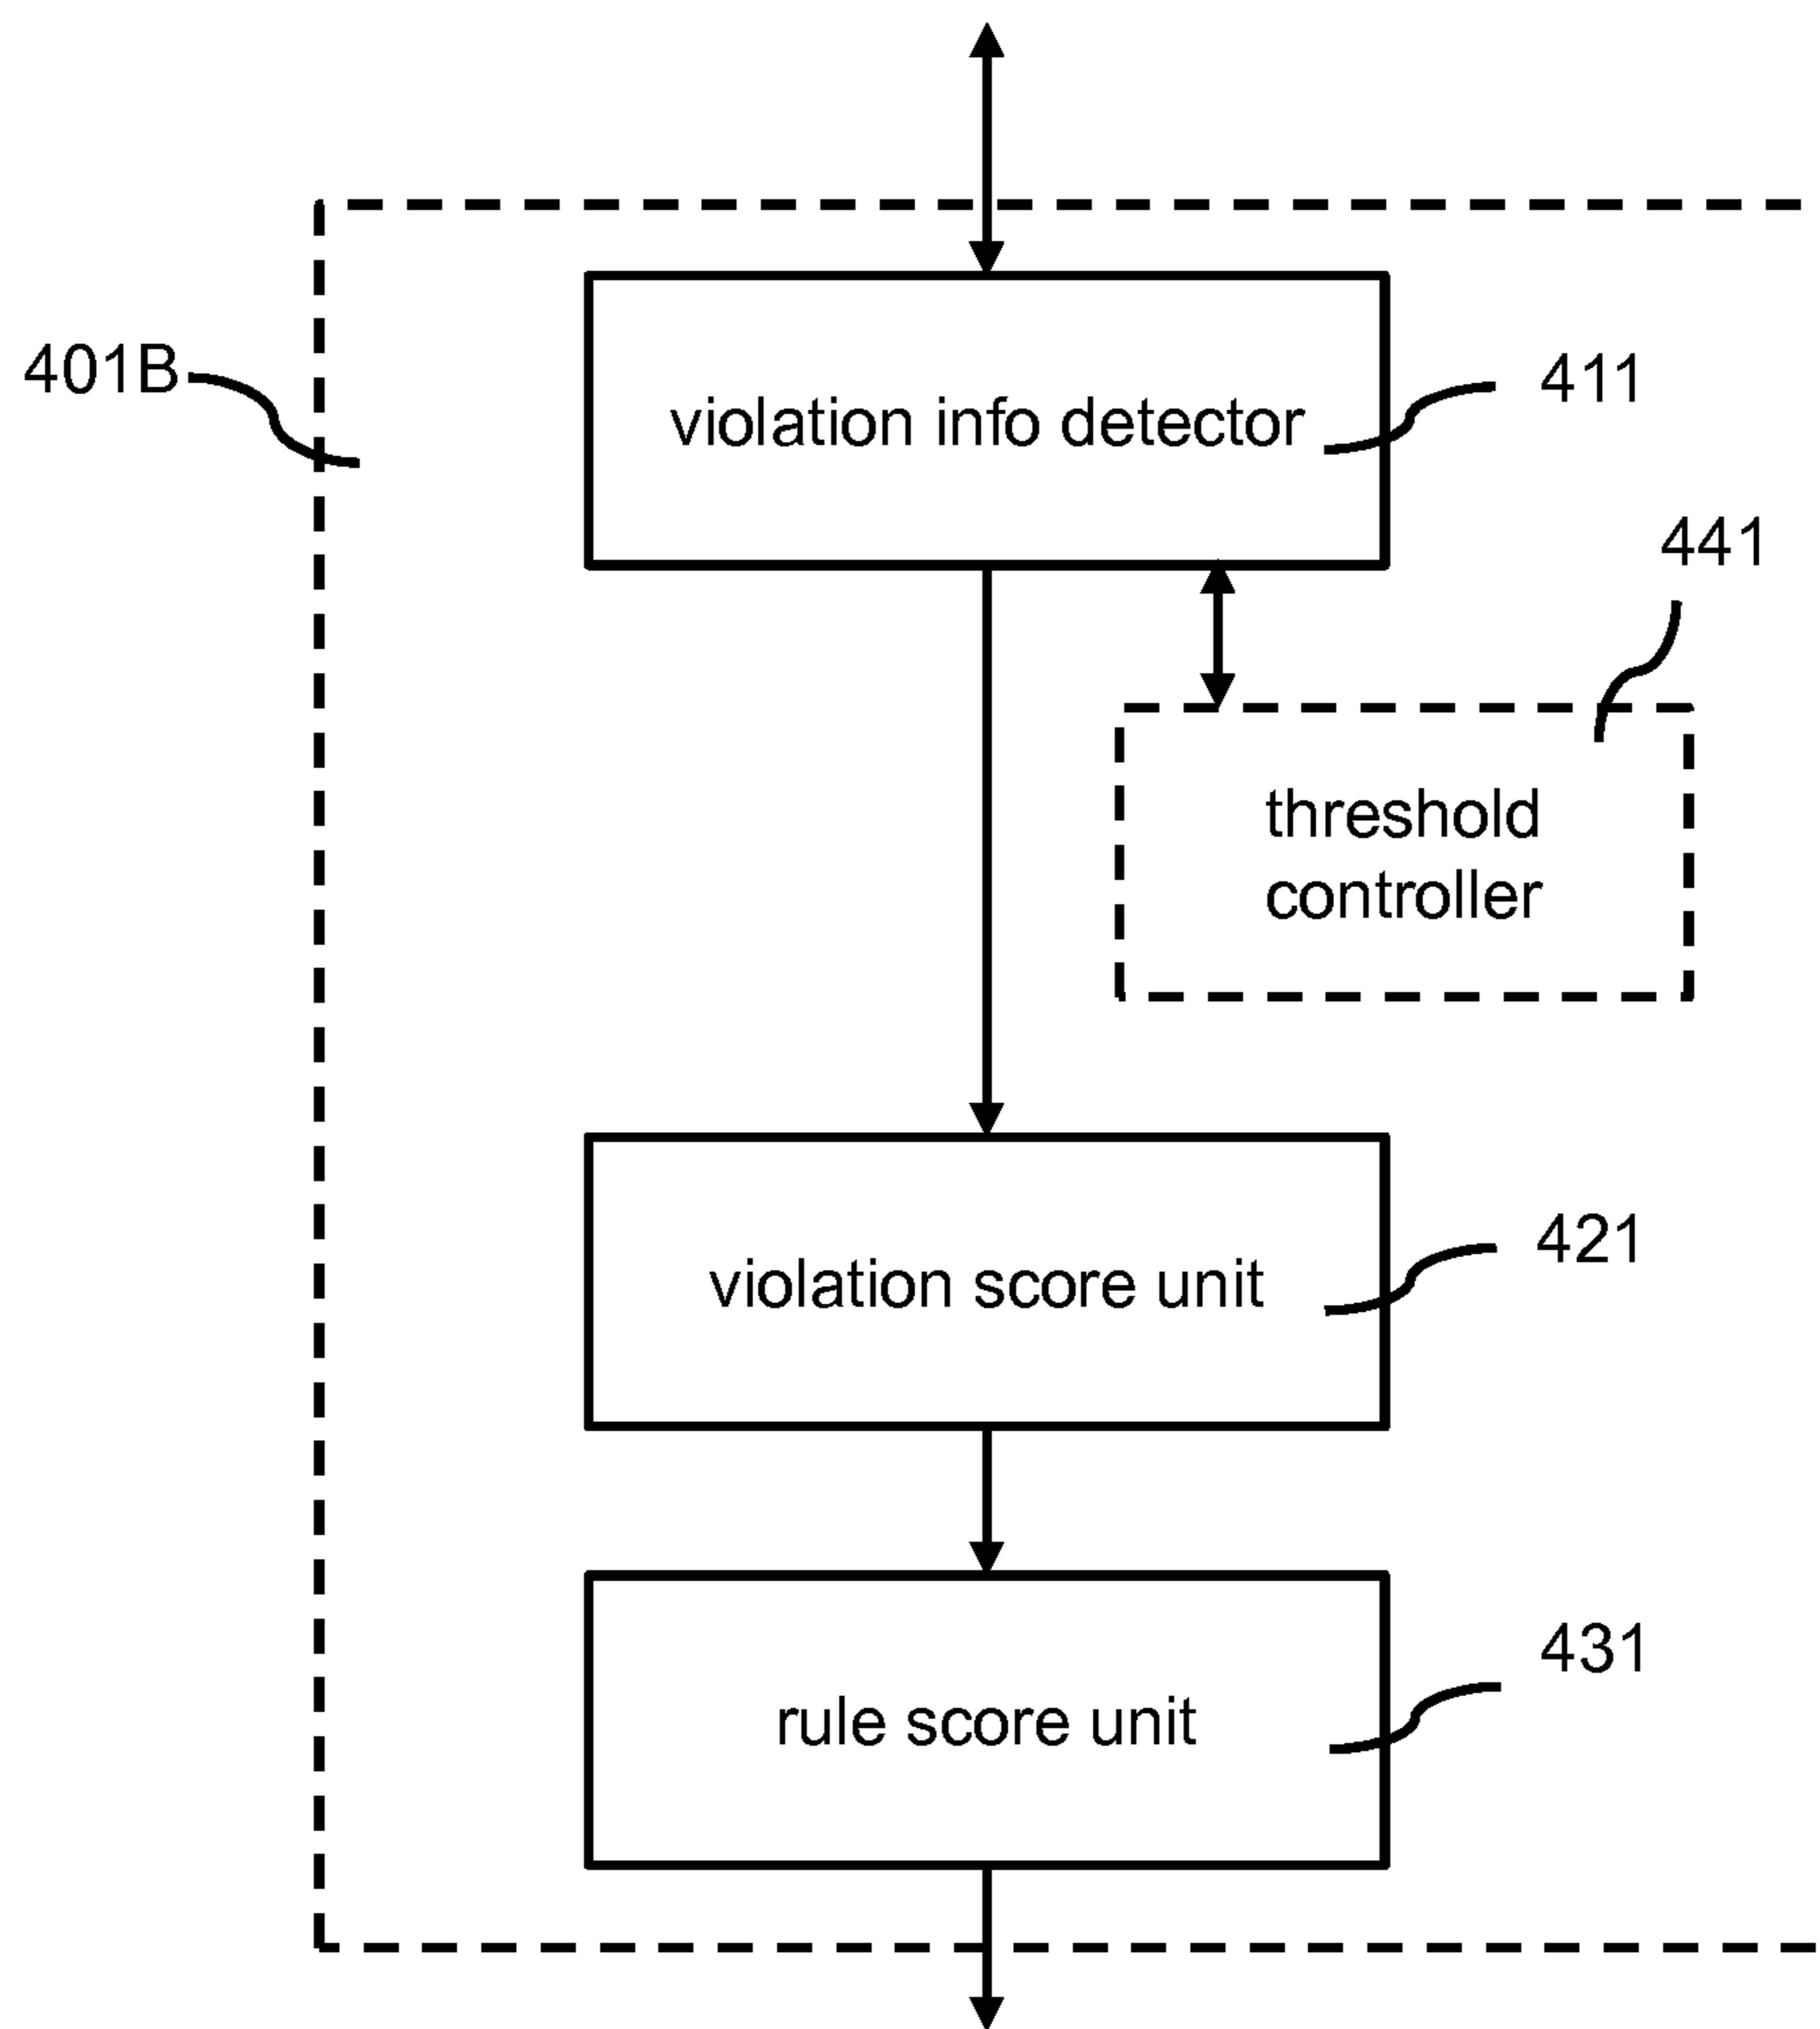 401B
violation info detector
411
441
threshold
controller
violation score unit
421
rule score unit
431